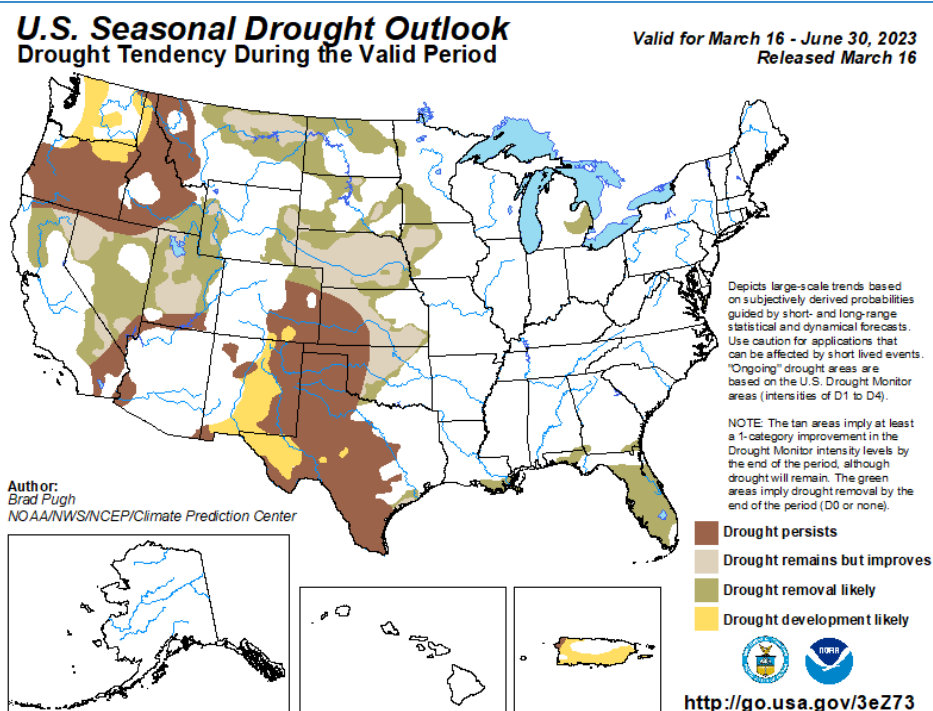 U.S. Seasonal Drought Outlook
Drought Tendency During the Valid Period
Valid for March 16 - June 30, 2023
Released March 16
Depicts large-scale trends based
on subjectively derived probabilities
guided by short- and long-range
statistical and dynamical forecasts.
Use caution for applications that
can be affected by short lived events.
"Ongoing" drought areas are
based on the U.S. Drought Monitor
areas (intensities of D1 to D4).
NOTE: The tan areas imply at least
a 1-category improvement in the
Drought Monitor intensity levels by
the end of the period, although
drought will remain. The green
areas imply drought removal by the
end of the period (D0 or none).
Author:
Brad Pugh
NOAA/NWS/NCEP/Climate Prediction Center
Drought persists
Drought remains but improves
Drought removal likely
Drought development likely
NOAA
http://go.usa.gov/3eZ73